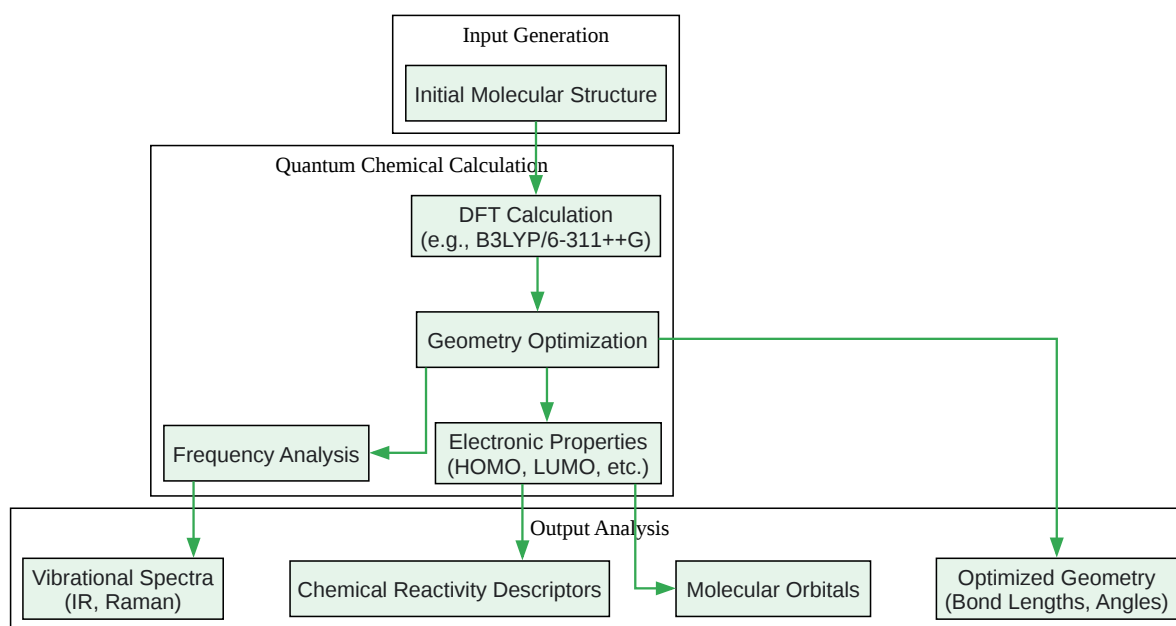 Input Generation
Initial Molecular Structure
Quantum Chemical Calculation
DFT Calculation
(e.g., B3LYP/6-311++G)
Geometry Optimization
Frequency Analysis
Electronic Properties
(HOMO, LUMO, etc.)
Output Analysis
Vibrational Spectra
(IR, Raman)
Chemical Reactivity Descriptors
Molecular Orbitals
Optimized Geometry
(Bond Lengths, Angles)